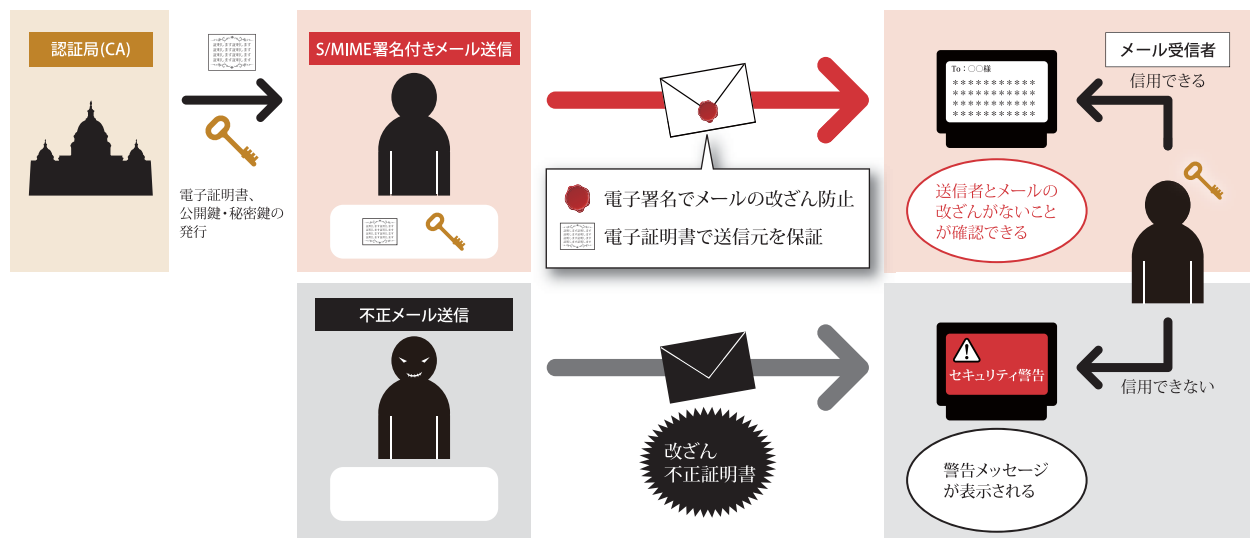 認証局(CA)
電子証明書、
公開鍵・秘密鍵の
発行
S/MIME署名付きメール送信
電子署名でメールの改ざん防止
電子証明書で送信元を保証
To：○○様
＊＊＊＊＊＊＊＊＊＊
＊＊＊＊＊＊＊＊＊＊
＊＊＊＊＊＊＊＊＊＊
＊＊＊＊＊＊＊＊＊＊
メール受信者
信用できる
送信者とメールの
改ざんがないこと
が確認できる
不正メール送信
改ざん
不正証明書
セキュリティ警告
信用できない
警告メッセージ
が表示される